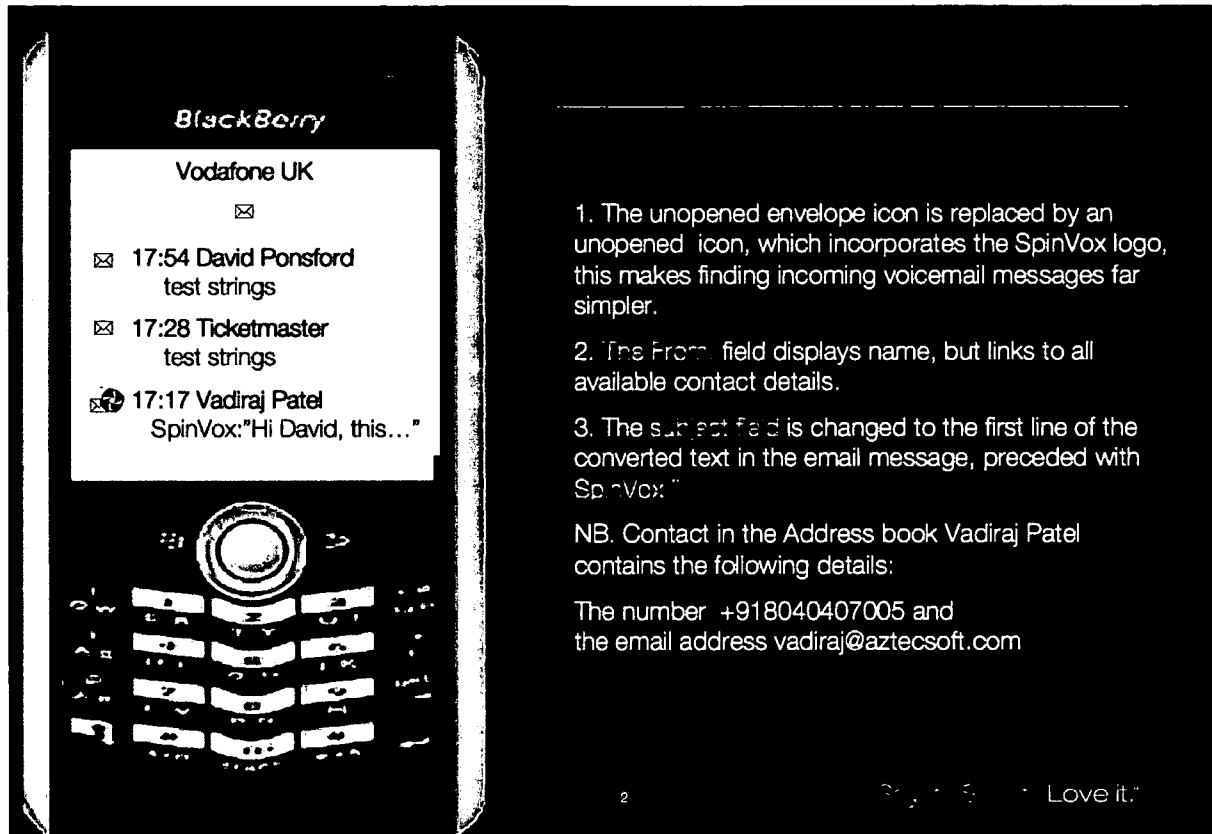 BlackBerry
Vodafone UK
17:54 David Ponsford
test strings
17:28 Ticketmaster
test strings
17:17 Vadiraj Patel
SpinVox:"Hi David, this..."
1. The unopened envelope icon is replaced by an
unopened icon, which incorporates the SpinVox logo,
this makes finding incoming voicemail messages far
simpler.
2. The From field displays name, but links to all
available contact details.
3. The subject field is changed to the first line of the
converted text in the email message, preceded with
SpinVox:"
NB. Contact in the Address book Vadiraj Patel
contains the following details:
The number +918040407005 and
the email address vadiraj@aztecsoft.com
2
Love it."